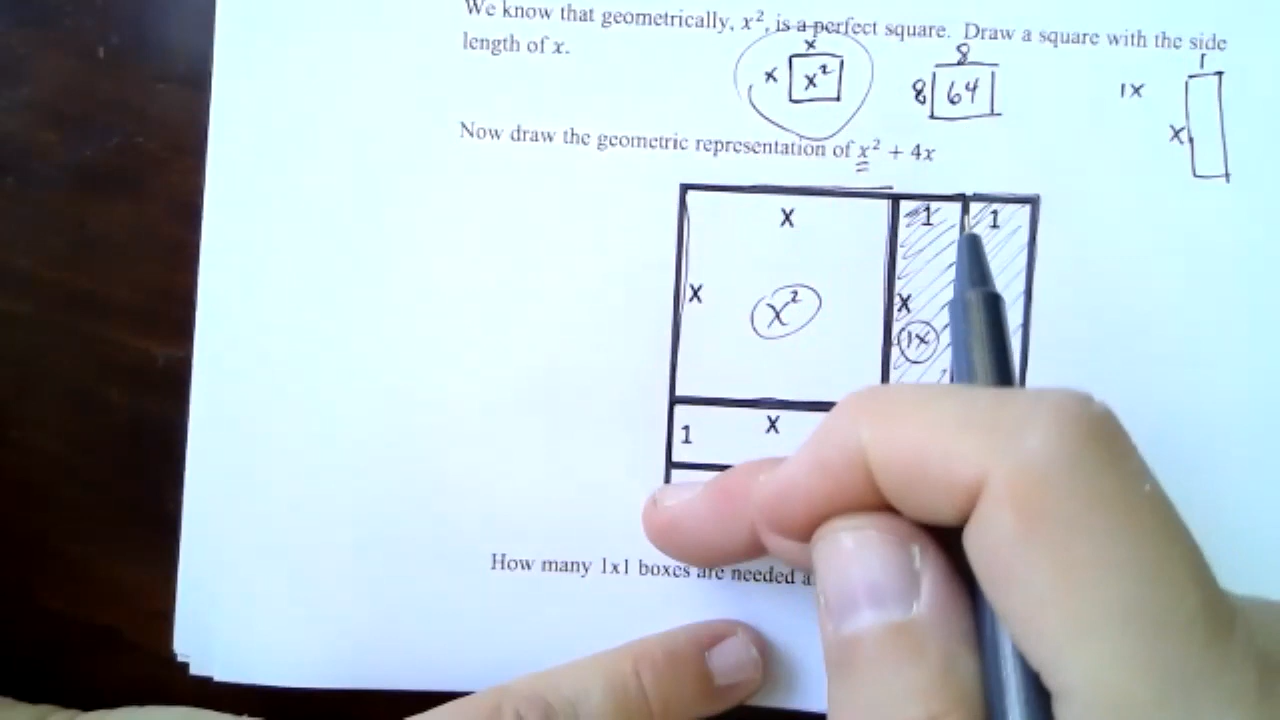 We know that geometrically, x², is a perfect square. Draw a square with the side
length of x.
x
x x²
8
8 64
1x
1
x
Now draw the geometric representation of x² + 4x
x 1 1
x x² x
1x
1 x
How many 1x1 boxes are needed